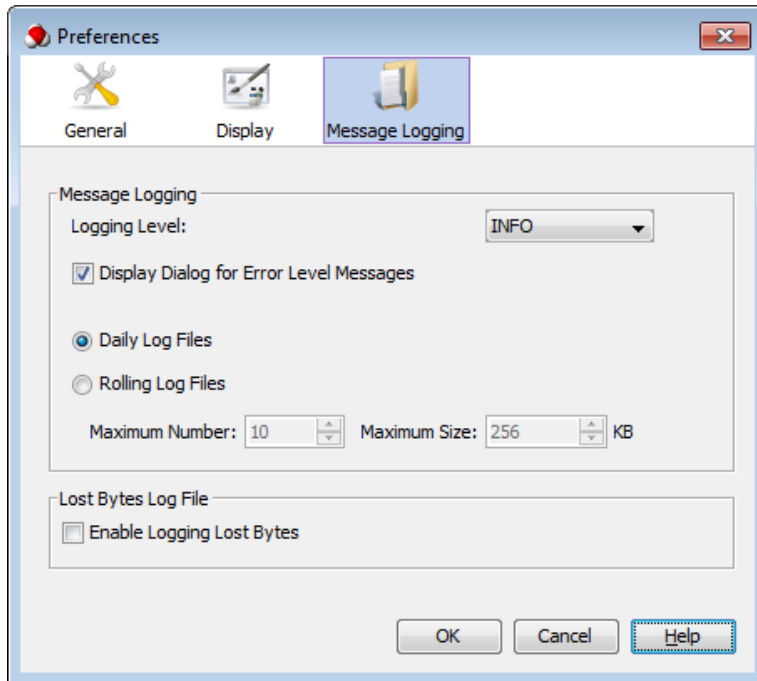 Preferences
General Display Message Logging
Message Logging
Logging Level: INFO
Display Dialog for Error Level Messages
Daily Log Files
Rolling Log Files
Maximum Number: 10 Maximum Size: 256 KB
Lost Bytes Log File
Enable Logging Lost Bytes
OK Cancel Help